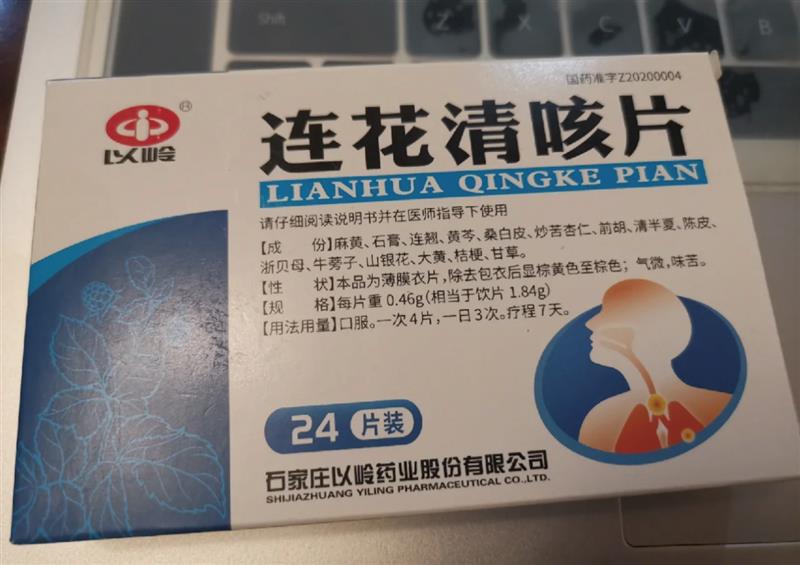 国药准字Z20200004
®
以岭
连花清咳片
LIANHUA QINGKE PIAN
请仔细阅读说明书并在医师指导下使用
【成 份】麻黄、石膏、连翘、黄芩、桑白皮、炒苦杏仁、前胡、清半夏、陈皮、
浙贝母、牛蒡子、山银花、大黄、桔梗、甘草。
【性 状】本品为薄膜衣片，除去包衣后显棕黄色至棕色；气微，味苦。
【规 格】每片重 0.46g(相当于饮片 1.84g)
【用法用量】口服。一次4片，一日3次。疗程7天。
24 片装
石家庄以岭药业股份有限公司
SHIJIAZHUANG YILING PHARMACEUTICAL CO.,LTD.
Shift
Z
X
C
V
B